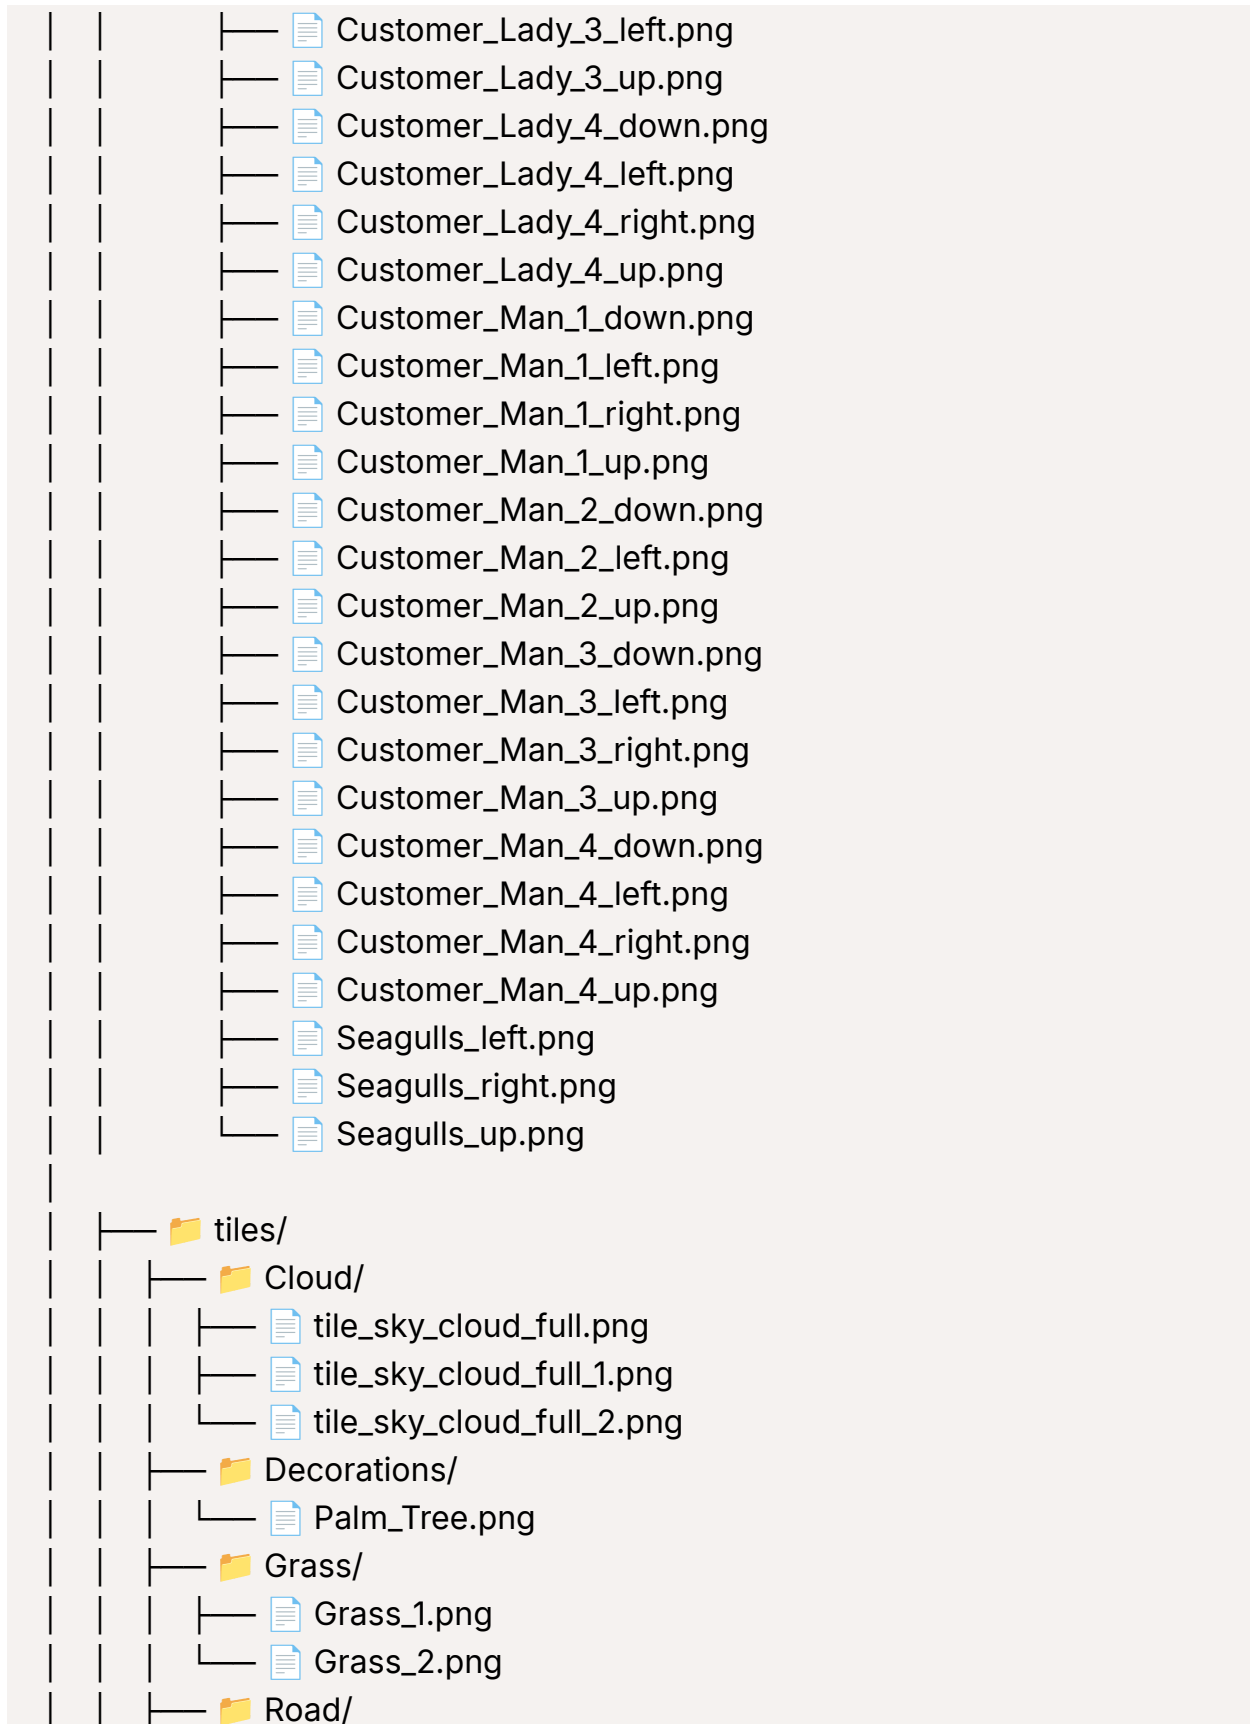 │ │ ├── 📄 Customer_Lady_3_left.png
│ │ ├── 📄 Customer_Lady_3_up.png
│ │ ├── 📄 Customer_Lady_4_down.png
│ │ ├── 📄 Customer_Lady_4_left.png
│ │ ├── 📄 Customer_Lady_4_right.png
│ │ ├── 📄 Customer_Lady_4_up.png
│ │ ├── 📄 Customer_Man_1_down.png
│ │ ├── 📄 Customer_Man_1_left.png
│ │ ├── 📄 Customer_Man_1_right.png
│ │ ├── 📄 Customer_Man_1_up.png
│ │ ├── 📄 Customer_Man_2_down.png
│ │ ├── 📄 Customer_Man_2_left.png
│ │ ├── 📄 Customer_Man_2_up.png
│ │ ├── 📄 Customer_Man_3_down.png
│ │ ├── 📄 Customer_Man_3_left.png
│ │ ├── 📄 Customer_Man_3_right.png
│ │ ├── 📄 Customer_Man_3_up.png
│ │ ├── 📄 Customer_Man_4_down.png
│ │ ├── 📄 Customer_Man_4_left.png
│ │ ├── 📄 Customer_Man_4_right.png
│ │ ├── 📄 Customer_Man_4_up.png
│ │ ├── 📄 Seagulls_left.png
│ │ ├── 📄 Seagulls_right.png
│ │ └── 📄 Seagulls_up.png
│
│ ├── 📁 tiles/
│ │ ├── 📁 Cloud/
│ │ │ ├── 📄 tile_sky_cloud_full.png
│ │ │ ├── 📄 tile_sky_cloud_full_1.png
│ │ │ └── 📄 tile_sky_cloud_full_2.png
│ │ ├── 📁 Decorations/
│ │ │ └── 📄 Palm_Tree.png
│ │ ├── 📁 Grass/
│ │ │ ├── 📄 Grass_1.png
│ │ │ └── 📄 Grass_2.png
│ │ ├── 📁 Road/